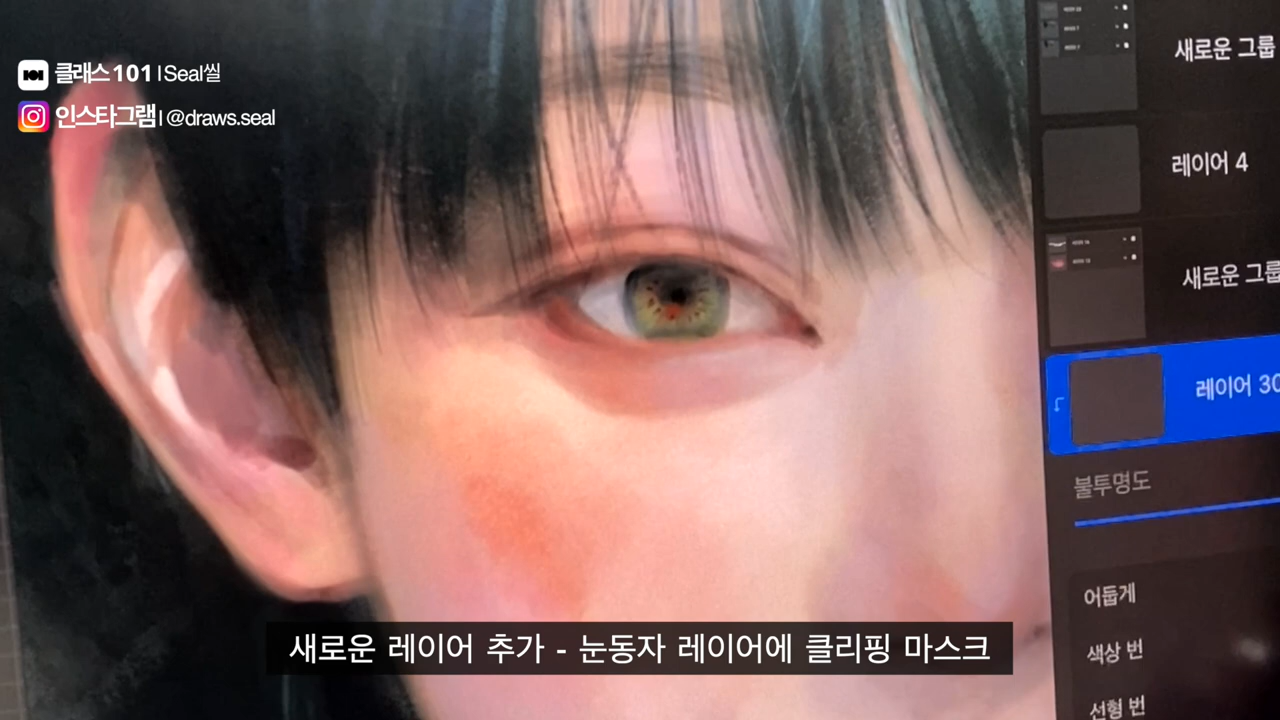 클래스 101 | Seal씰
인스타그램 | @draws.seal
새로운 그룹
레이어 4
새로운 그룹
레이어 30
불투명도
어둡게
색상 번
선형 번
새로운 레이어 추가 - 눈동자 레이어에 클리핑 마스크